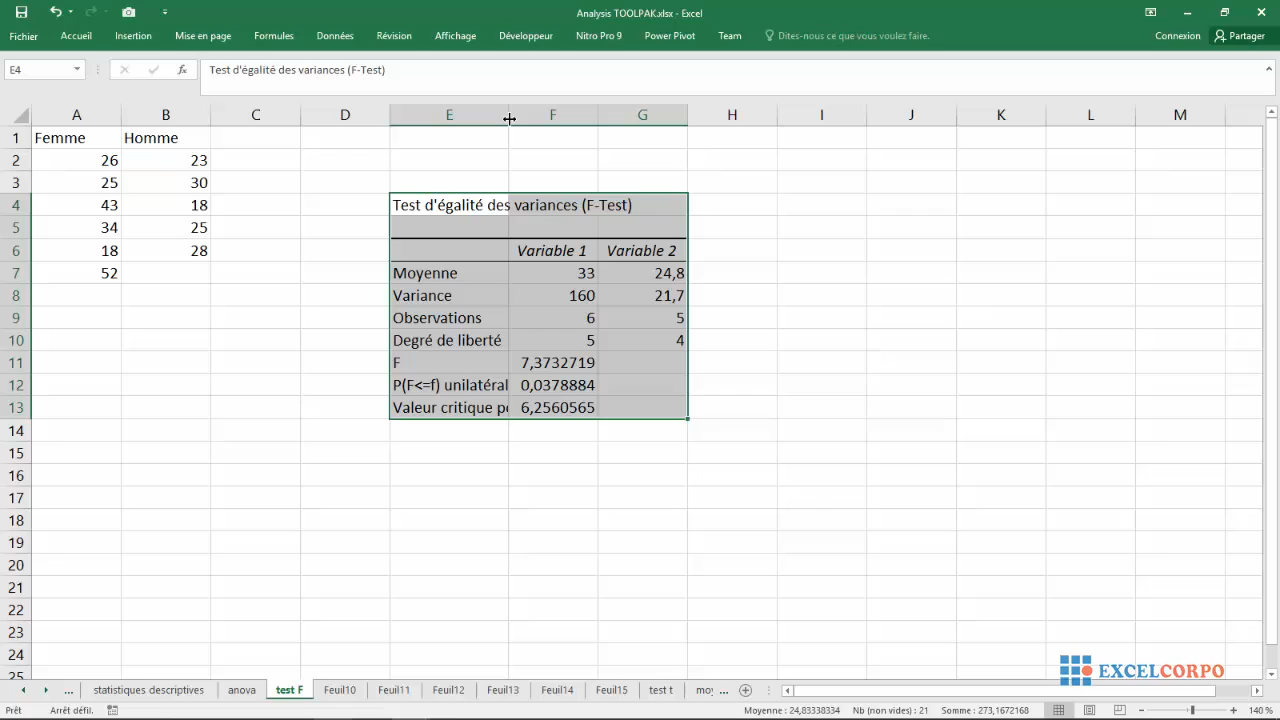 Analysis TOOLPAK.xlsx - Excel
Fichier Accueil Insertion Mise en page Formules Données Révision Affichage Développeur Nitro Pro 9 Power Pivot Team Dites-nous ce que vous voulez faire. Connexion Partager
E4 fx Test d'égalité des variances (F-Test)
A B C D E F G H I J K L M
1 Femme Homme
2 26 23
3 25 30
4 43 18 Test d'égalité des variances (F-Test)
5 34 25
6 18 28 Variable 1 Variable 2
7 52 Moyenne 33 24,8
8 Variance 160 21,7
9 Observations 6 5
10 Degré de liberté 5 4
11 F 7,3732719
12 P(F<=f) unilatéral 0,0378884
13 Valeur critique po 6,2560565
14
15
16
17
18
19
20
21
22
23
24
25
EXCELCORPO
... statistiques descriptives anova test F Feuil10 Feuil11 Feuil12 Feuil13 Feuil14 Feuil15 test t moy ...
Prêt Arrêt défil. Moyenne : 24,83338334 Nb (non vides) : 21 Somme : 273,1672168 140 %